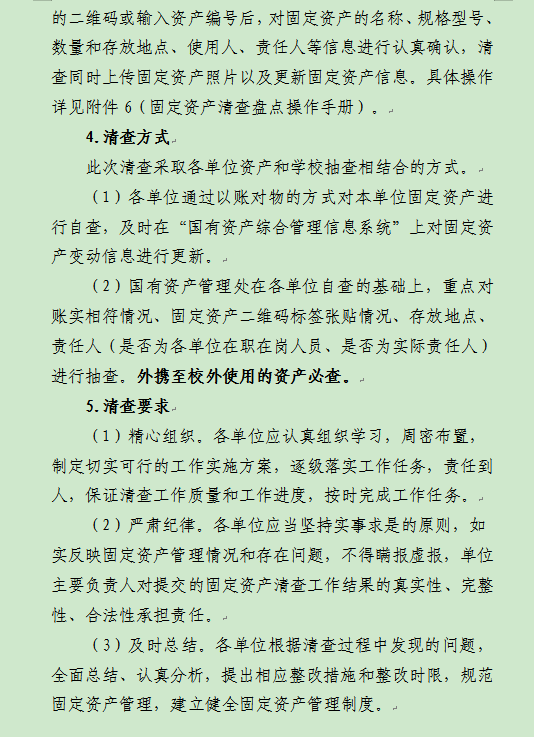 的二维码或输入资产编号后，对固定资产的名称、规格型号、
数量和存放地点、使用人、责任人等信息进行认真确认，清
查同时上传固定资产照片以及更新固定资产信息。具体操作
详见附件 6（固定资产清查盘点操作手册）。
4.清查方式
此次清查采取各单位资产和学校抽查相结合的方式。
（1）各单位通过以账对物的方式对本单位固定资产进
行自查，及时在“国有资产综合管理信息系统”上对固定资
产变动信息进行更新。
（2）国有资产管理处在各单位自查的基础上，重点对
账实相符情况、固定资产二维码标签张贴情况、存放地点、
责任人（是否为各单位在职在岗人员、是否为实际责任人）
进行抽查。外携至校外使用的资产必查。
5.清查要求
（1）精心组织。各单位应认真组织学习，周密布置，
制定切实可行的工作实施方案，逐级落实工作任务，责任到
人，保证清查工作质量和工作进度，按时完成工作任务。
（2）严肃纪律。各单位应当坚持实事求是的原则，如
实反映固定资产管理情况和存在问题，不得瞒报虚报，单位
主要负责人对提交的固定资产清查工作结果的真实性、完整
性、合法性承担责任。
（3）及时总结。各单位根据清查过程中发现的问题，
全面总结、认真分析，提出相应整改措施和整改时限，规范
固定资产管理，建立健全固定资产管理制度。